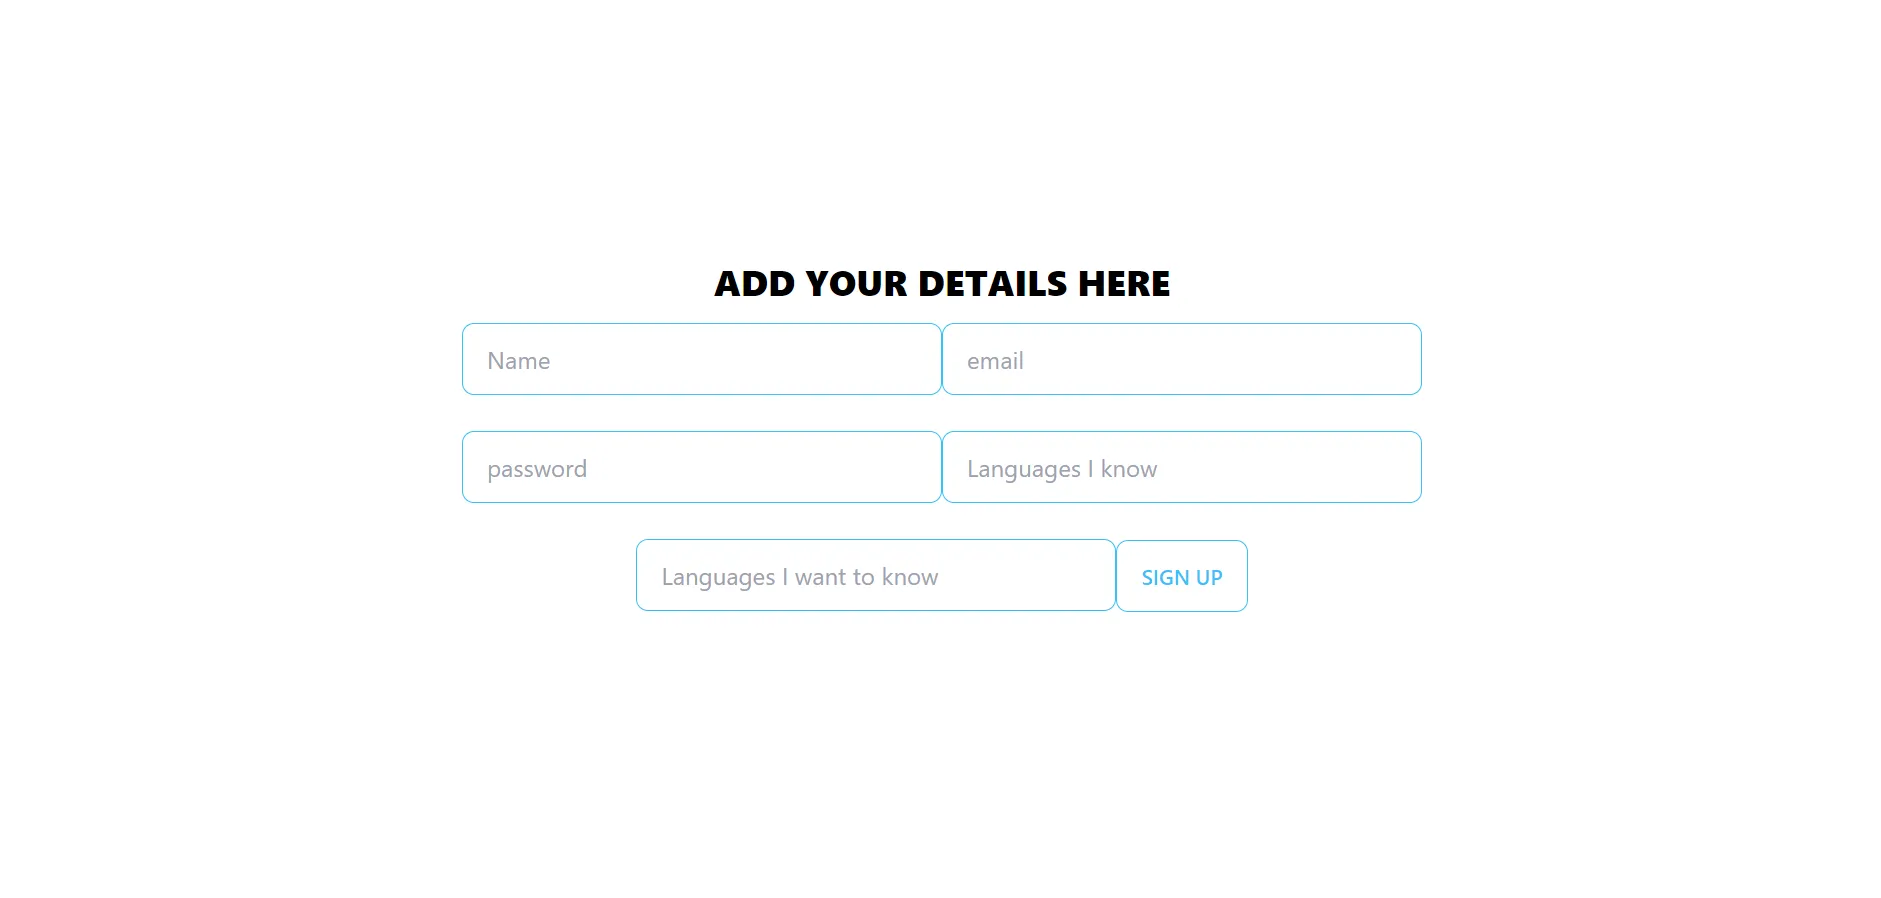 ADD YOUR DETAILS HERE
Name
email
password
Languages I know
Languages I want to know
SIGN UP